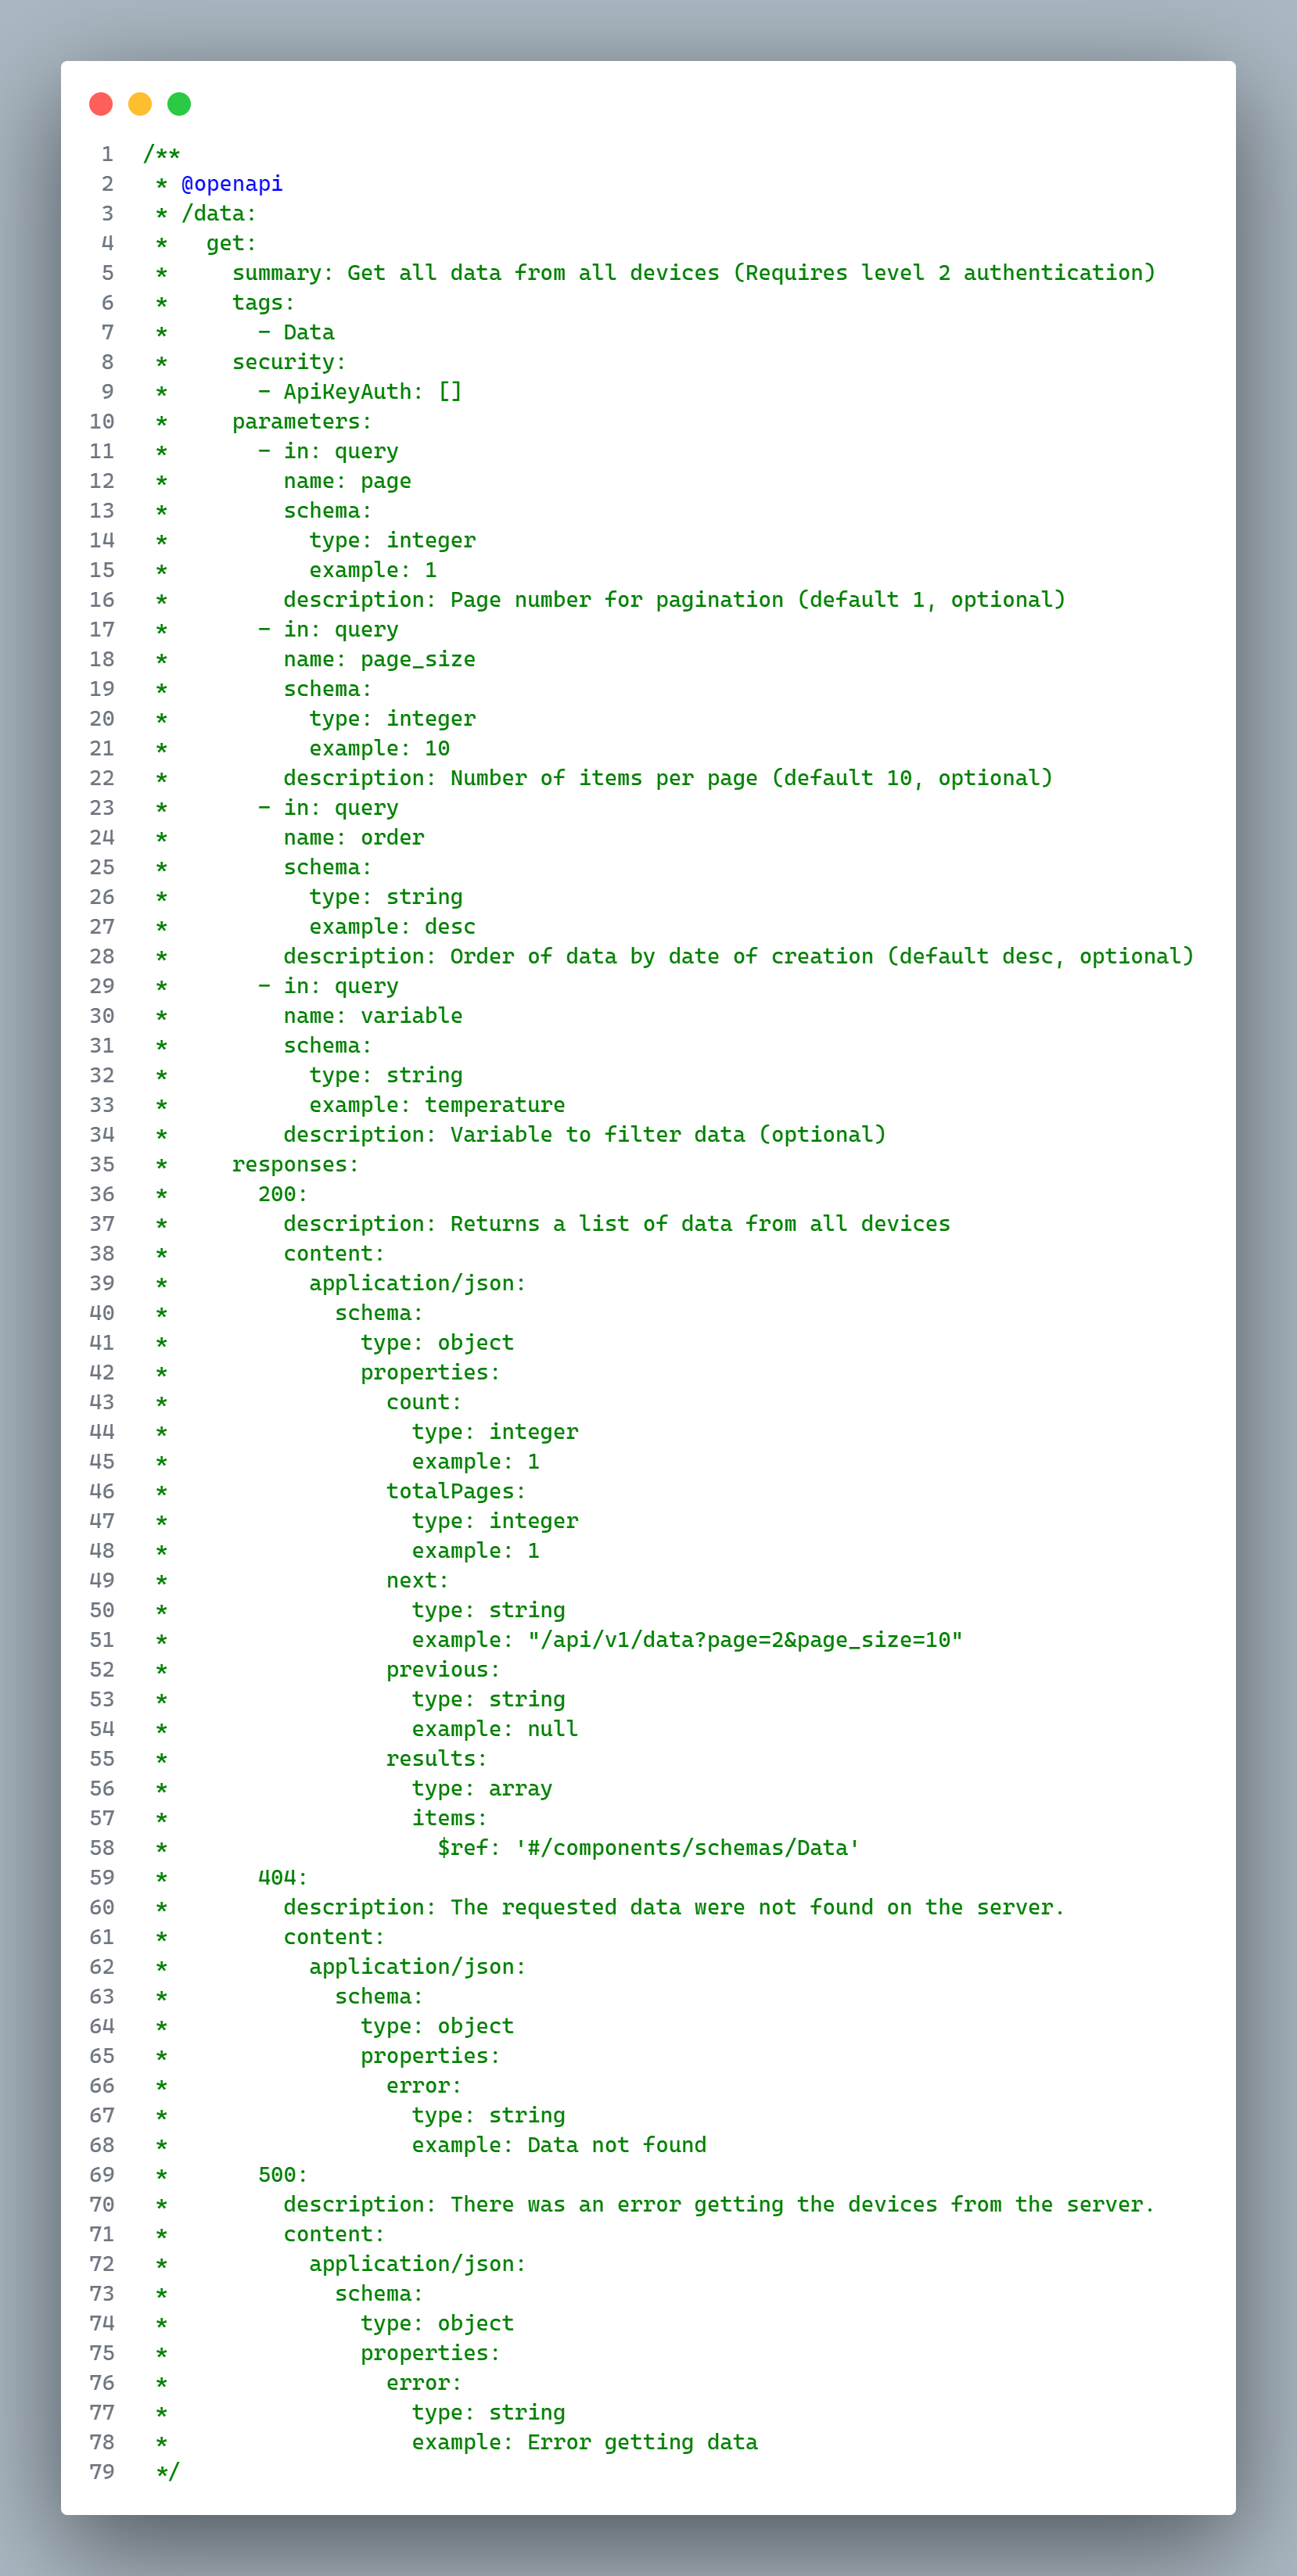 1 /**
2  * @openapi
3  * /data:
4  *   get:
5  *     summary: Get all data from all devices (Requires level 2 authentication)
6  *     tags:
7  *       - Data
8  *     security:
9  *       - ApiKeyAuth: []
10  *     parameters:
11  *       - in: query
12  *         name: page
13  *         schema:
14  *           type: integer
15  *           example: 1
16  *         description: Page number for pagination (default 1, optional)
17  *       - in: query
18  *         name: page_size
19  *         schema:
20  *           type: integer
21  *           example: 10
22  *         description: Number of items per page (default 10, optional)
23  *       - in: query
24  *         name: order
25  *         schema:
26  *           type: string
27  *           example: desc
28  *         description: Order of data by date of creation (default desc, optional)
29  *       - in: query
30  *         name: variable
31  *         schema:
32  *           type: string
33  *           example: temperature
34  *         description: Variable to filter data (optional)
35  *     responses:
36  *       200:
37  *         description: Returns a list of data from all devices
38  *         content:
39  *           application/json:
40  *             schema:
41  *               type: object
42  *               properties:
43  *                 count:
44  *                   type: integer
45  *                   example: 1
46  *                 totalPages:
47  *                   type: integer
48  *                   example: 1
49  *                 next:
50  *                   type: string
51  *                   example: "/api/v1/data?page=2&page_size=10"
52  *                 previous:
53  *                   type: string
54  *                   example: null
55  *                 results:
56  *                   type: array
57  *                   items:
58  *                     $ref: '#/components/schemas/Data'
59  *       404:
60  *         description: The requested data were not found on the server.
61  *         content:
62  *           application/json:
63  *             schema:
64  *               type: object
65  *               properties:
66  *                 error:
67  *                   type: string
68  *                   example: Data not found
69  *       500:
70  *         description: There was an error getting the devices from the server.
71  *         content:
72  *           application/json:
73  *             schema:
74  *               type: object
75  *               properties:
76  *                 error:
77  *                   type: string
78  *                   example: Error getting data
79  */